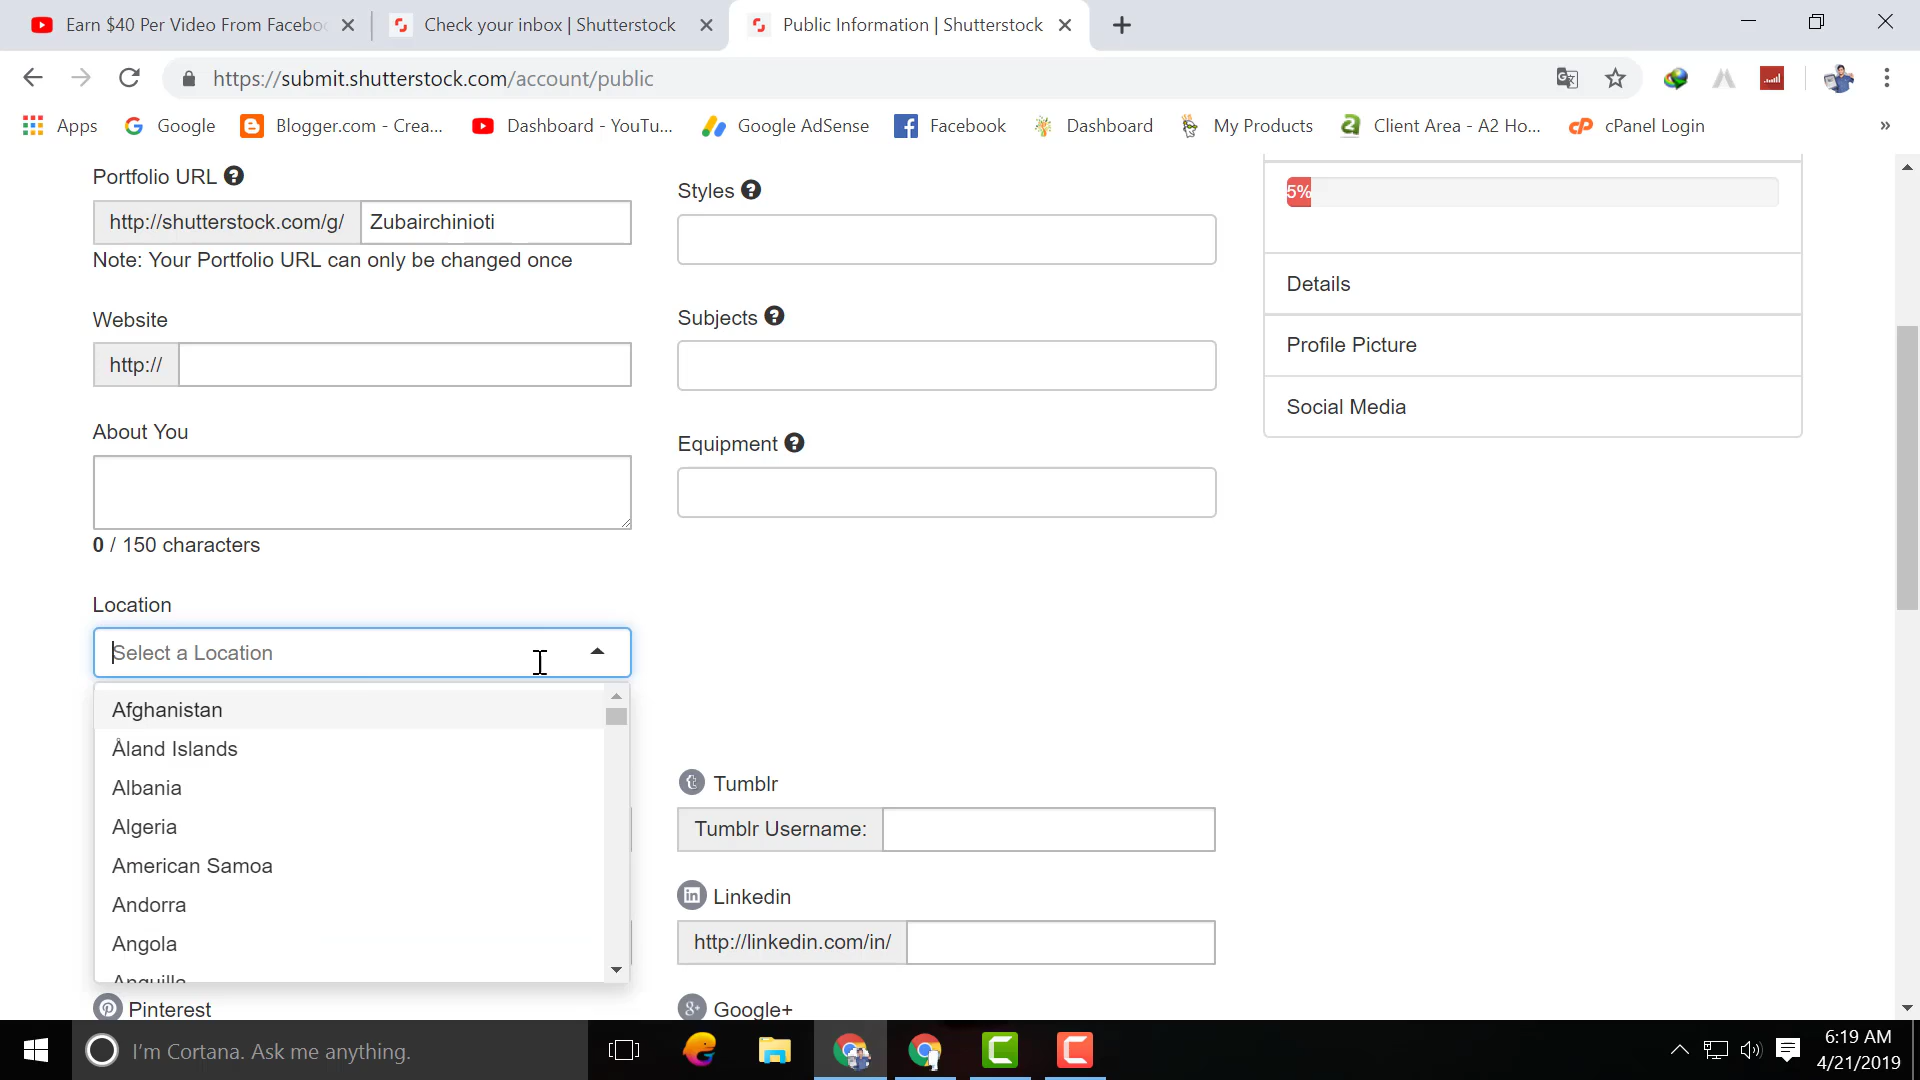 Earn $40 Per Video From Facebo
Check your inbox | Shutterstock
Public Information | Shutterstock
https://submit.shutterstock.com/account/public
Apps
Google
Blogger.com - Crea...
Dashboard - YouTu...
Google AdSense
Facebook
Dashboard
My Products
Client Area - A2 Ho...
cPanel Login
»
Portfolio URL
http://shutterstock.com/g/ Zubairchinioti
Note: Your Portfolio URL can only be changed once
Website
http://
About You
0 / 150 characters
Location
Select a Location
Afghanistan
Åland Islands
Albania
Algeria
American Samoa
Andorra
Angola
Anguilla
Pinterest
Styles
Subjects
Equipment
Tumblr
Tumblr Username:
Linkedin
http://linkedin.com/in/
Google+
5%
Details
Profile Picture
Social Media
I'm Cortana. Ask me anything.
6:19 AM
4/21/2019